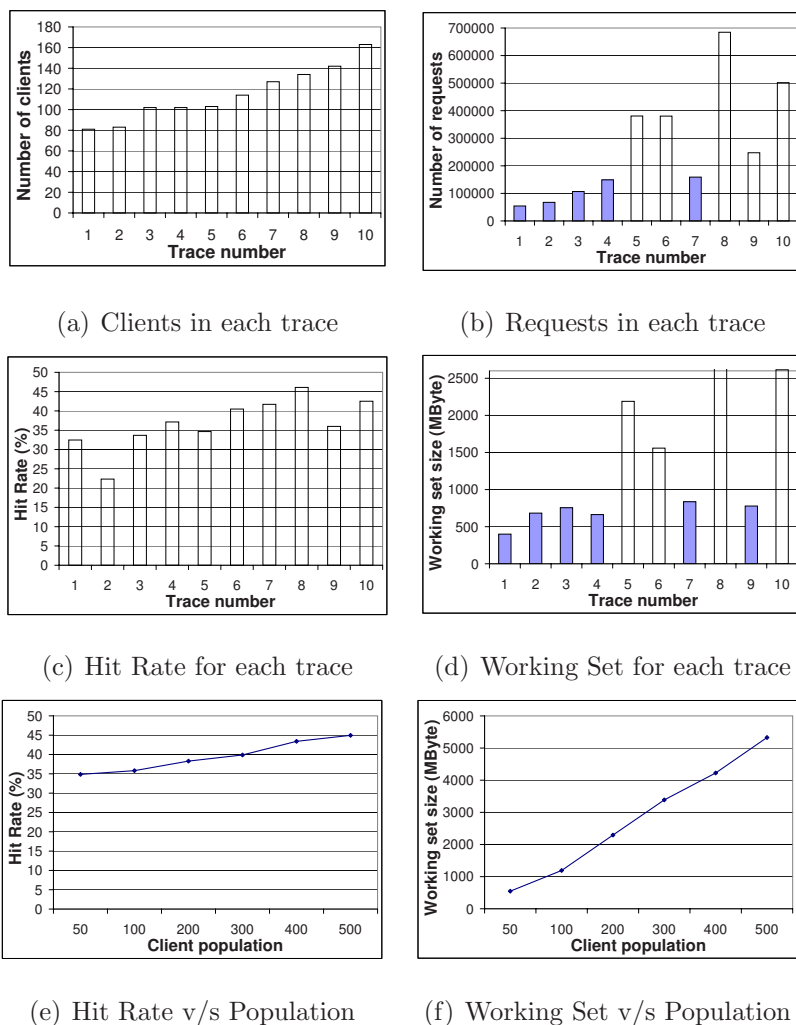 180
160
140
120
100
80
60
40
20
0
Number of clients
1 2 3 4 5 6 7 8 9 10
Trace number
(a) Clients in each trace
700000
600000
500000
400000
300000
200000
100000
0
Number of requests
1 2 3 4 5 6 7 8 9 10
Trace number
(b) Requests in each trace
50
45
40
35
30
25
20
15
10
5
0
Hit Rate (%)
1 2 3 4 5 6 7 8 9 10
Trace number
(c) Hit Rate for each trace
2500
2000
1500
1000
500
0
Working set size (MByte)
1 2 3 4 5 6 7 8 9 10
Trace number
(d) Working Set for each trace
50
45
40
35
30
25
20
15
10
5
0
Hit Rate (%)
50 100 200 300 400 500
Client population
(e) Hit Rate v/s Population
6000
5000
4000
3000
2000
1000
0
Working set size (MByte)
50 100 200 300 400 500
Client population
(f) Working Set v/s Population